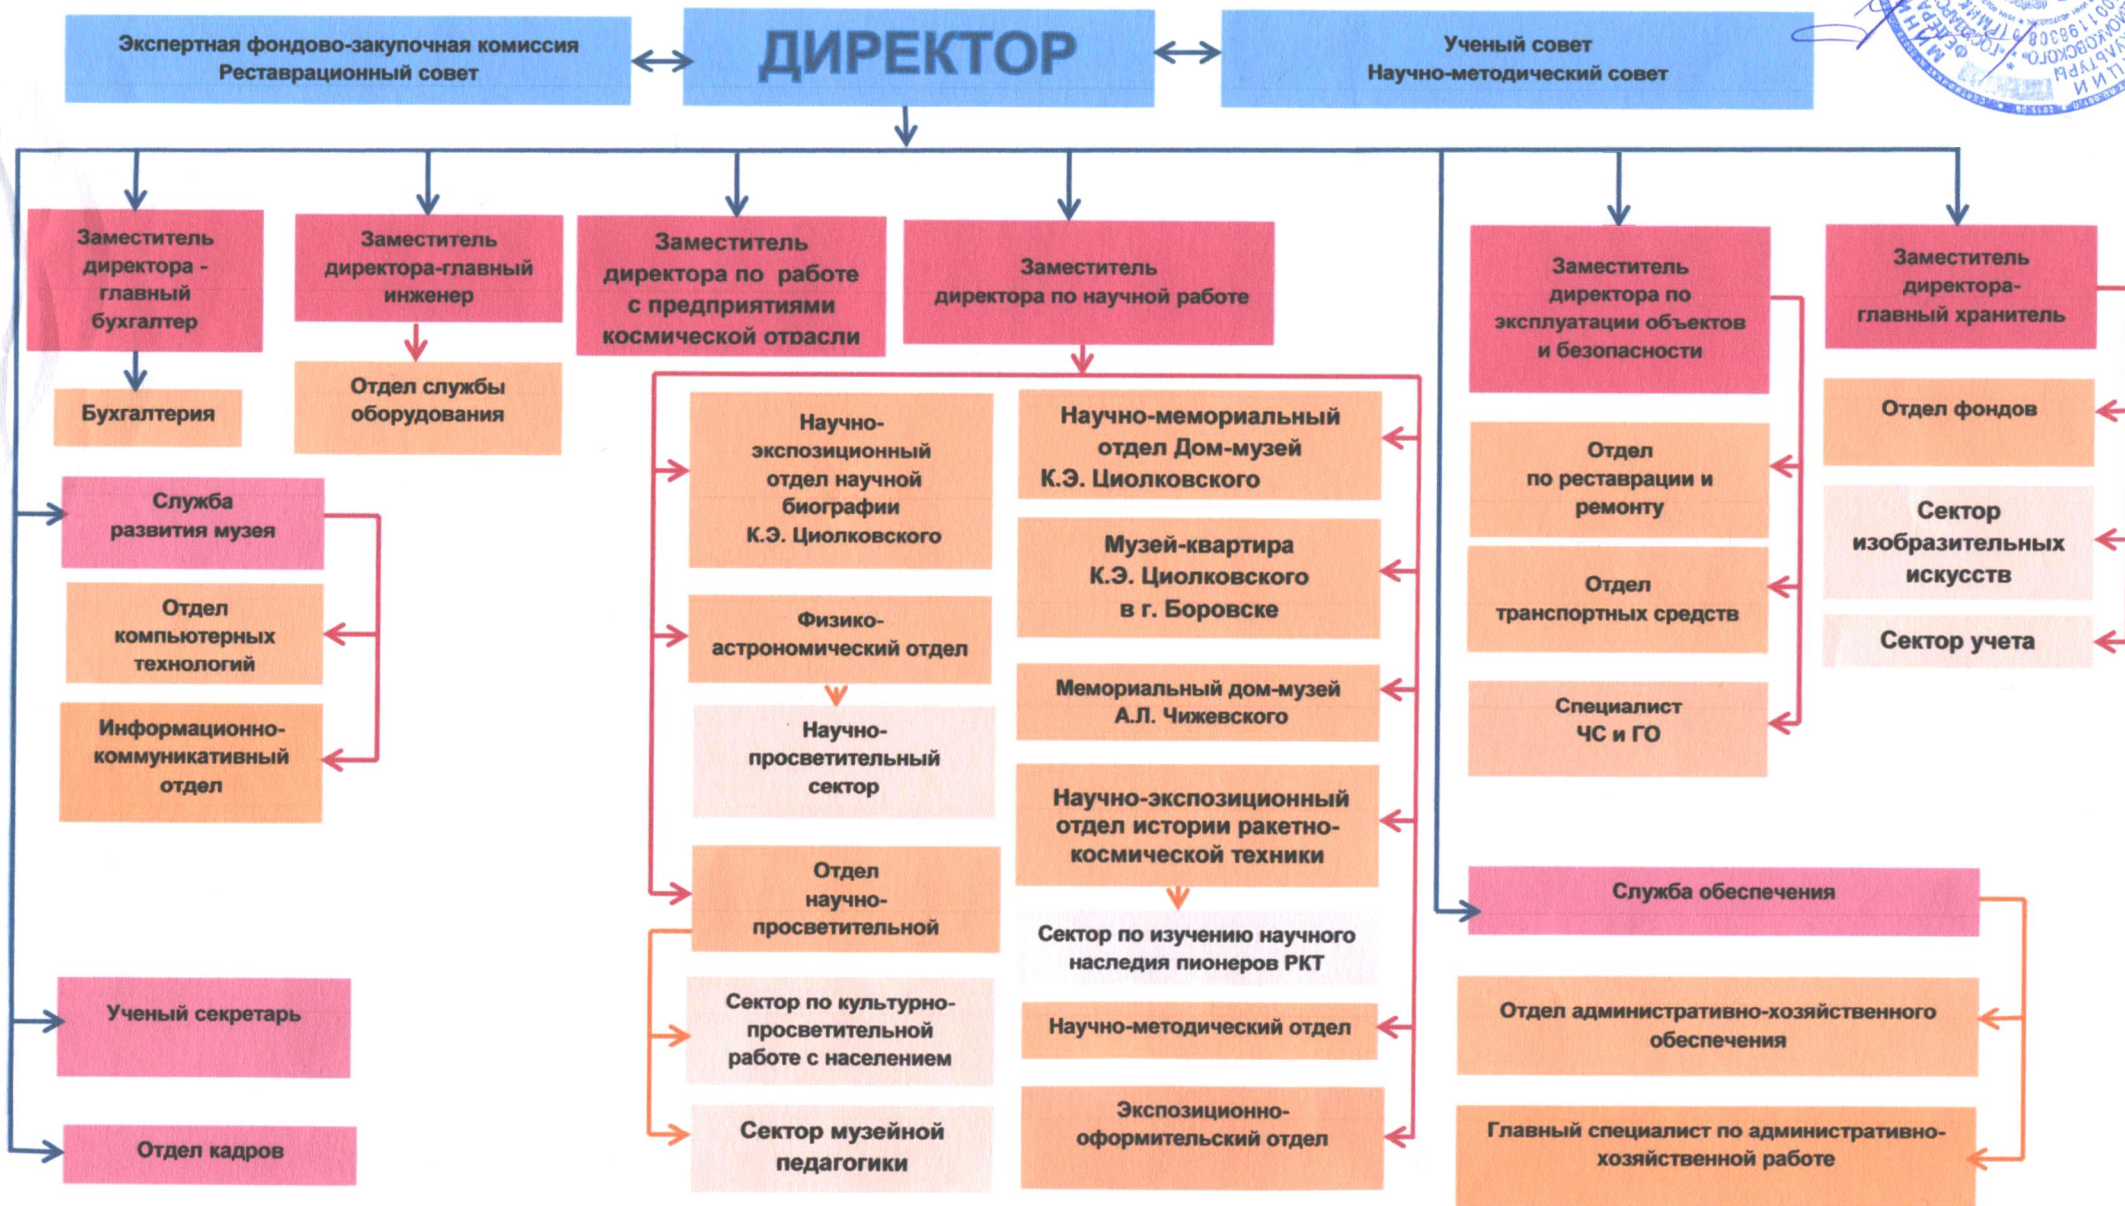 Экспертная фондово-закупочная комиссия
Реставрационный совет
ДИРЕКТОР
Ученый совет
Научно-методический совет
Заместитель
директора -
главный
бухгалтер
Бухгалтерия
Заместитель
директора-главный
инженер
Отдел службы
оборудования
Заместитель
директора по работе
с предприятиями
космической отрасли
Заместитель
директора по научной работе
Заместитель
директора по
эксплуатации объектов
и безопасности
Заместитель
директора-
главный хранитель
Служба
развития музея
Отдел
компьютерных
технологий
Информационно-
коммуникативный
отдел
Ученый секретарь
Отдел кадров
Научно-
экспозиционный
отдел научной
биографии
К.Э. Циолковского
Физико-
астрономический отдел
Научно-
просветительный
сектор
Отдел
научно-
просветительной
Сектор по культурно-
просветительной
работе с населением
Сектор музейной
педагогики
Научно-мемориальный
отдел Дом-музей
К.Э. Циолковского
Музей-квартира
К.Э. Циолковского
в г. Боровске
Мемориальный дом-музей
А.Л. Чижевского
Научно-экспозиционный
отдел истории ракетно-
космической техники
Сектор по изучению научного
наследия пионеров РКТ
Научно-методический отдел
Экспозиционно-
оформительский отдел
Отдел
по реставрации и
ремонту
Отдел
транспортных средств
Специалист
ЧС и ГО
Отдел фондов
Сектор
изобразительных
искусств
Сектор учета
Служба обеспечения
Отдел административно-хозяйственного
обеспечения
Главный специалист по административно-
хозяйственной работе